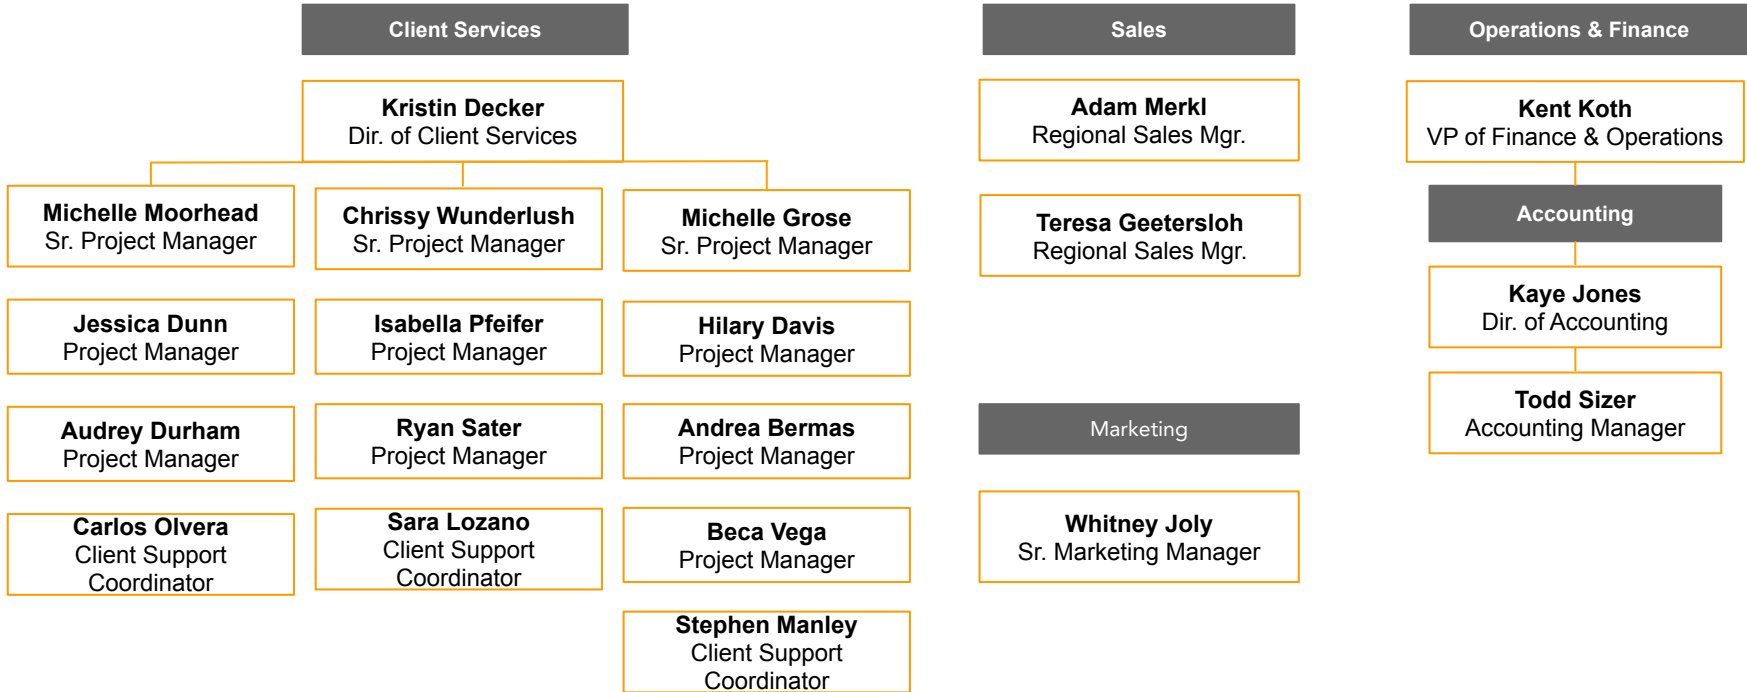 Client Services
Kristin Decker
Dir. of Client Services
Michelle Moorhead
Sr. Project Manager
Jessica Dunn
Project Manager
Audrey Durham
Project Manager
Carlos Olvera
Client Support
Coordinator
Chrissy Wunderlush
Sr. Project Manager
Isabella Pfeifer
Project Manager
Ryan Sater
Project Manager
Sara Lozano
Client Support
Coordinator
Michelle Grose
Sr. Project Manager
Hilary Davis
Project Manager
Andrea Bermas
Project Manager
Beca Vega
Project Manager
Stephen Manley
Client Support
Coordinator
Sales
Adam Merkl
Regional Sales Mgr.
Teresa Geetersloh
Regional Sales Mgr.
Marketing
Whitney Joly
Sr. Marketing Manager
Operations & Finance
Kent Koth
VP of Finance & Operations
Accounting
Kaye Jones
Dir. of Accounting
Todd Sizer
Accounting Manager